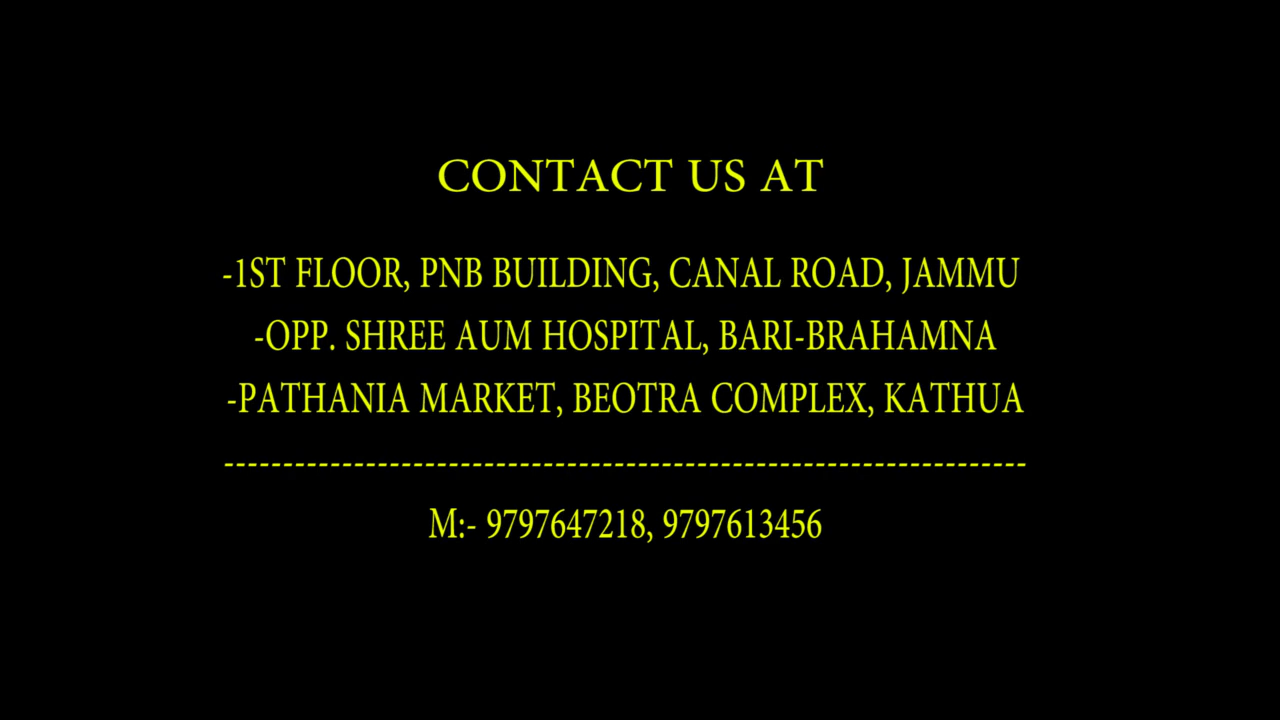 CONTACT US AT
-1ST FLOOR, PNB BUILDING, CANAL ROAD, JAMMU
-OPP. SHREE AUM HOSPITAL, BARI-BRAHAMNA
-PATHANIA MARKET, BEOTRA COMPLEX, KATHUA
--------------------------------------------------------------------
M:- 9797647218, 9797613456